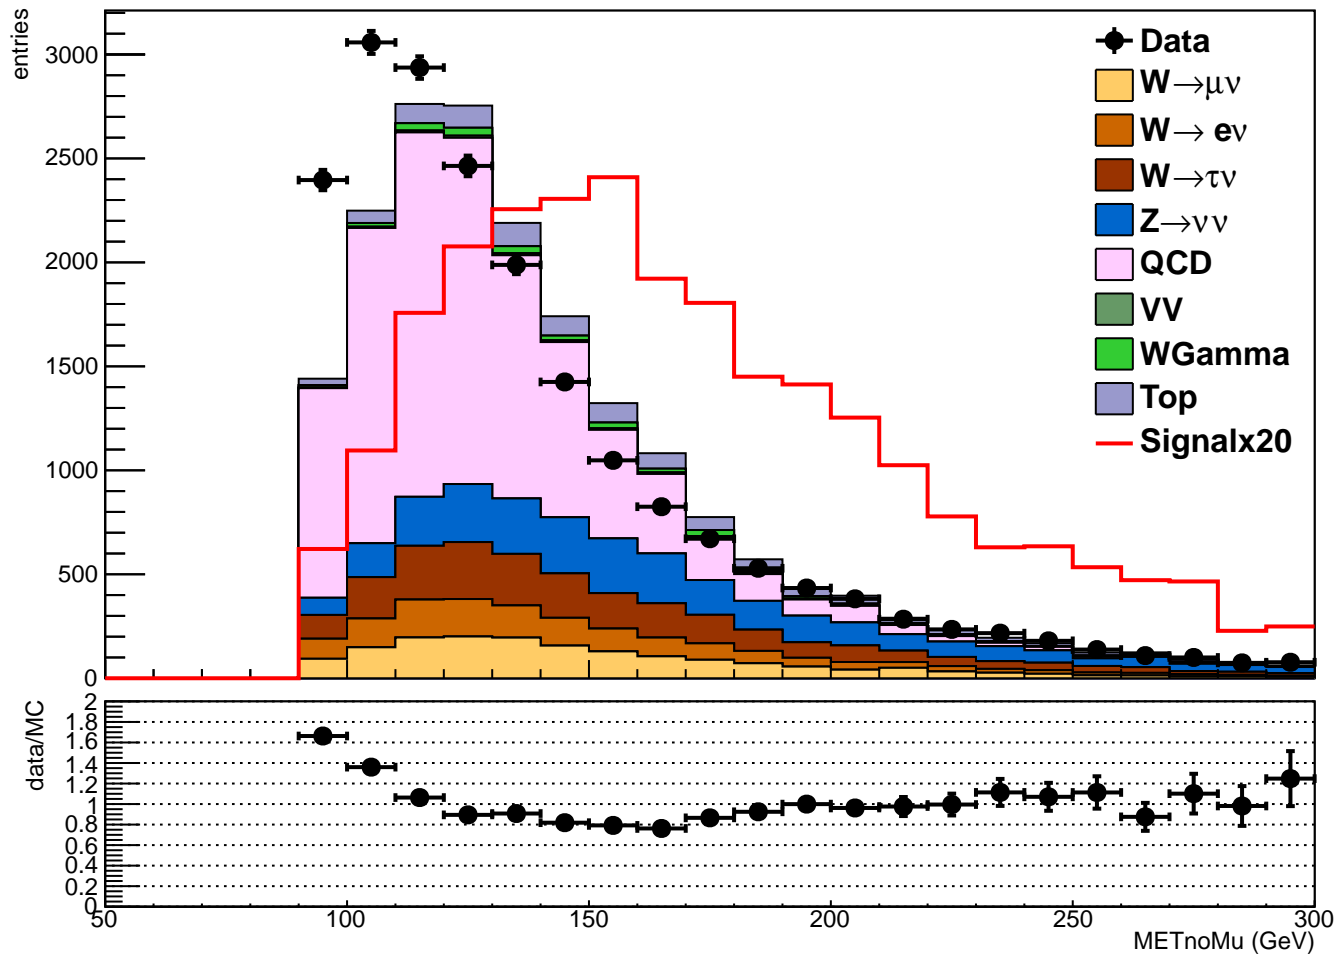 entries
3000
2500
2000
1500
1000
500
0
Data
W→μν
W→ eν
W→τν
Z→νν
QCD
VV
WGamma
Top
Signalx20
data/MC
2
1.8
1.6
1.4
1.2
1
0.8
0.6
0.4
0.2
0
50 100 150 200 250 300
METnoMu (GeV)